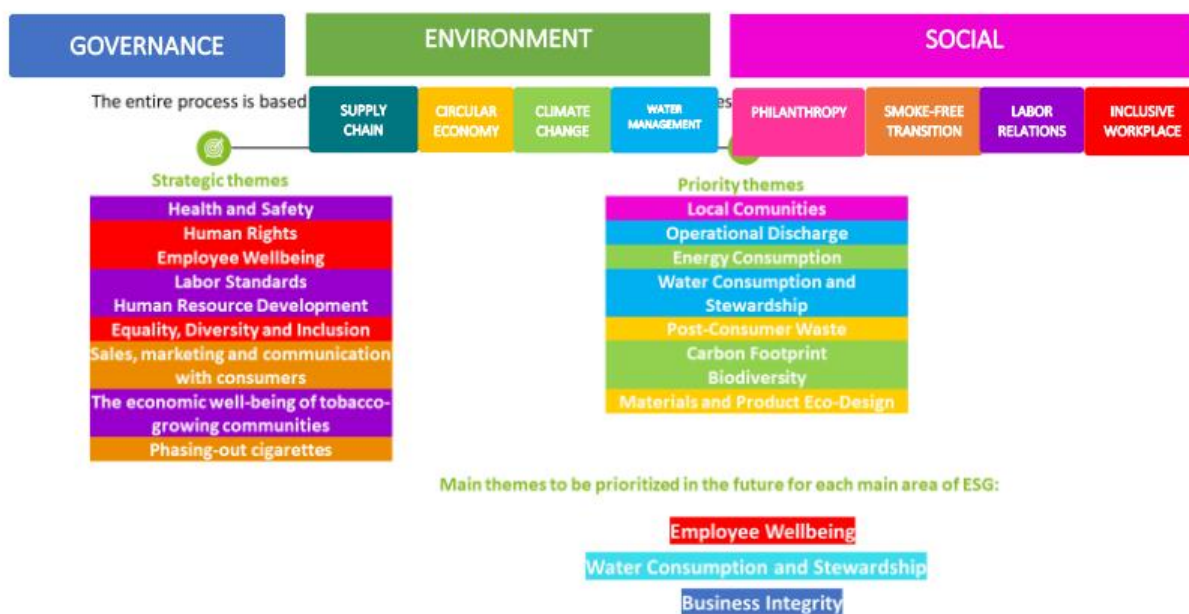 GOVERNANCE
ENVIRONMENT
SOCIAL
The entire process is based
es
SUPPLY
CHAIN
CIRCULAR
ECONOMY
CLIMATE
CHANGE
WATER
MANAGEMENT
PHILANTHROPY
SMOKE-FREE
TRANSITION
LABOR
RELATIONS
INCLUSIVE
WORKPLACE
Strategic themes
Health and Safety
Human Rights
Employee Wellbeing
Labor Standards
Human Resource Development
Equality, Diversity and Inclusion
Sales, marketing and communication
with consumers
The economic well-being of tobacco-
growing communities
Phasing-out cigarettes
Priority themes
Local Comunities
Operational Discharge
Energy Consumption
Water Consumption and
Stewardship
Post-Consumer Waste
Carbon Footprint
Biodiversity
Materials and Product Eco-Design
Main themes to be prioritized in the future for each main area of ESG:
Employee Wellbeing
Water Consumption and Stewardship
Business Integrity